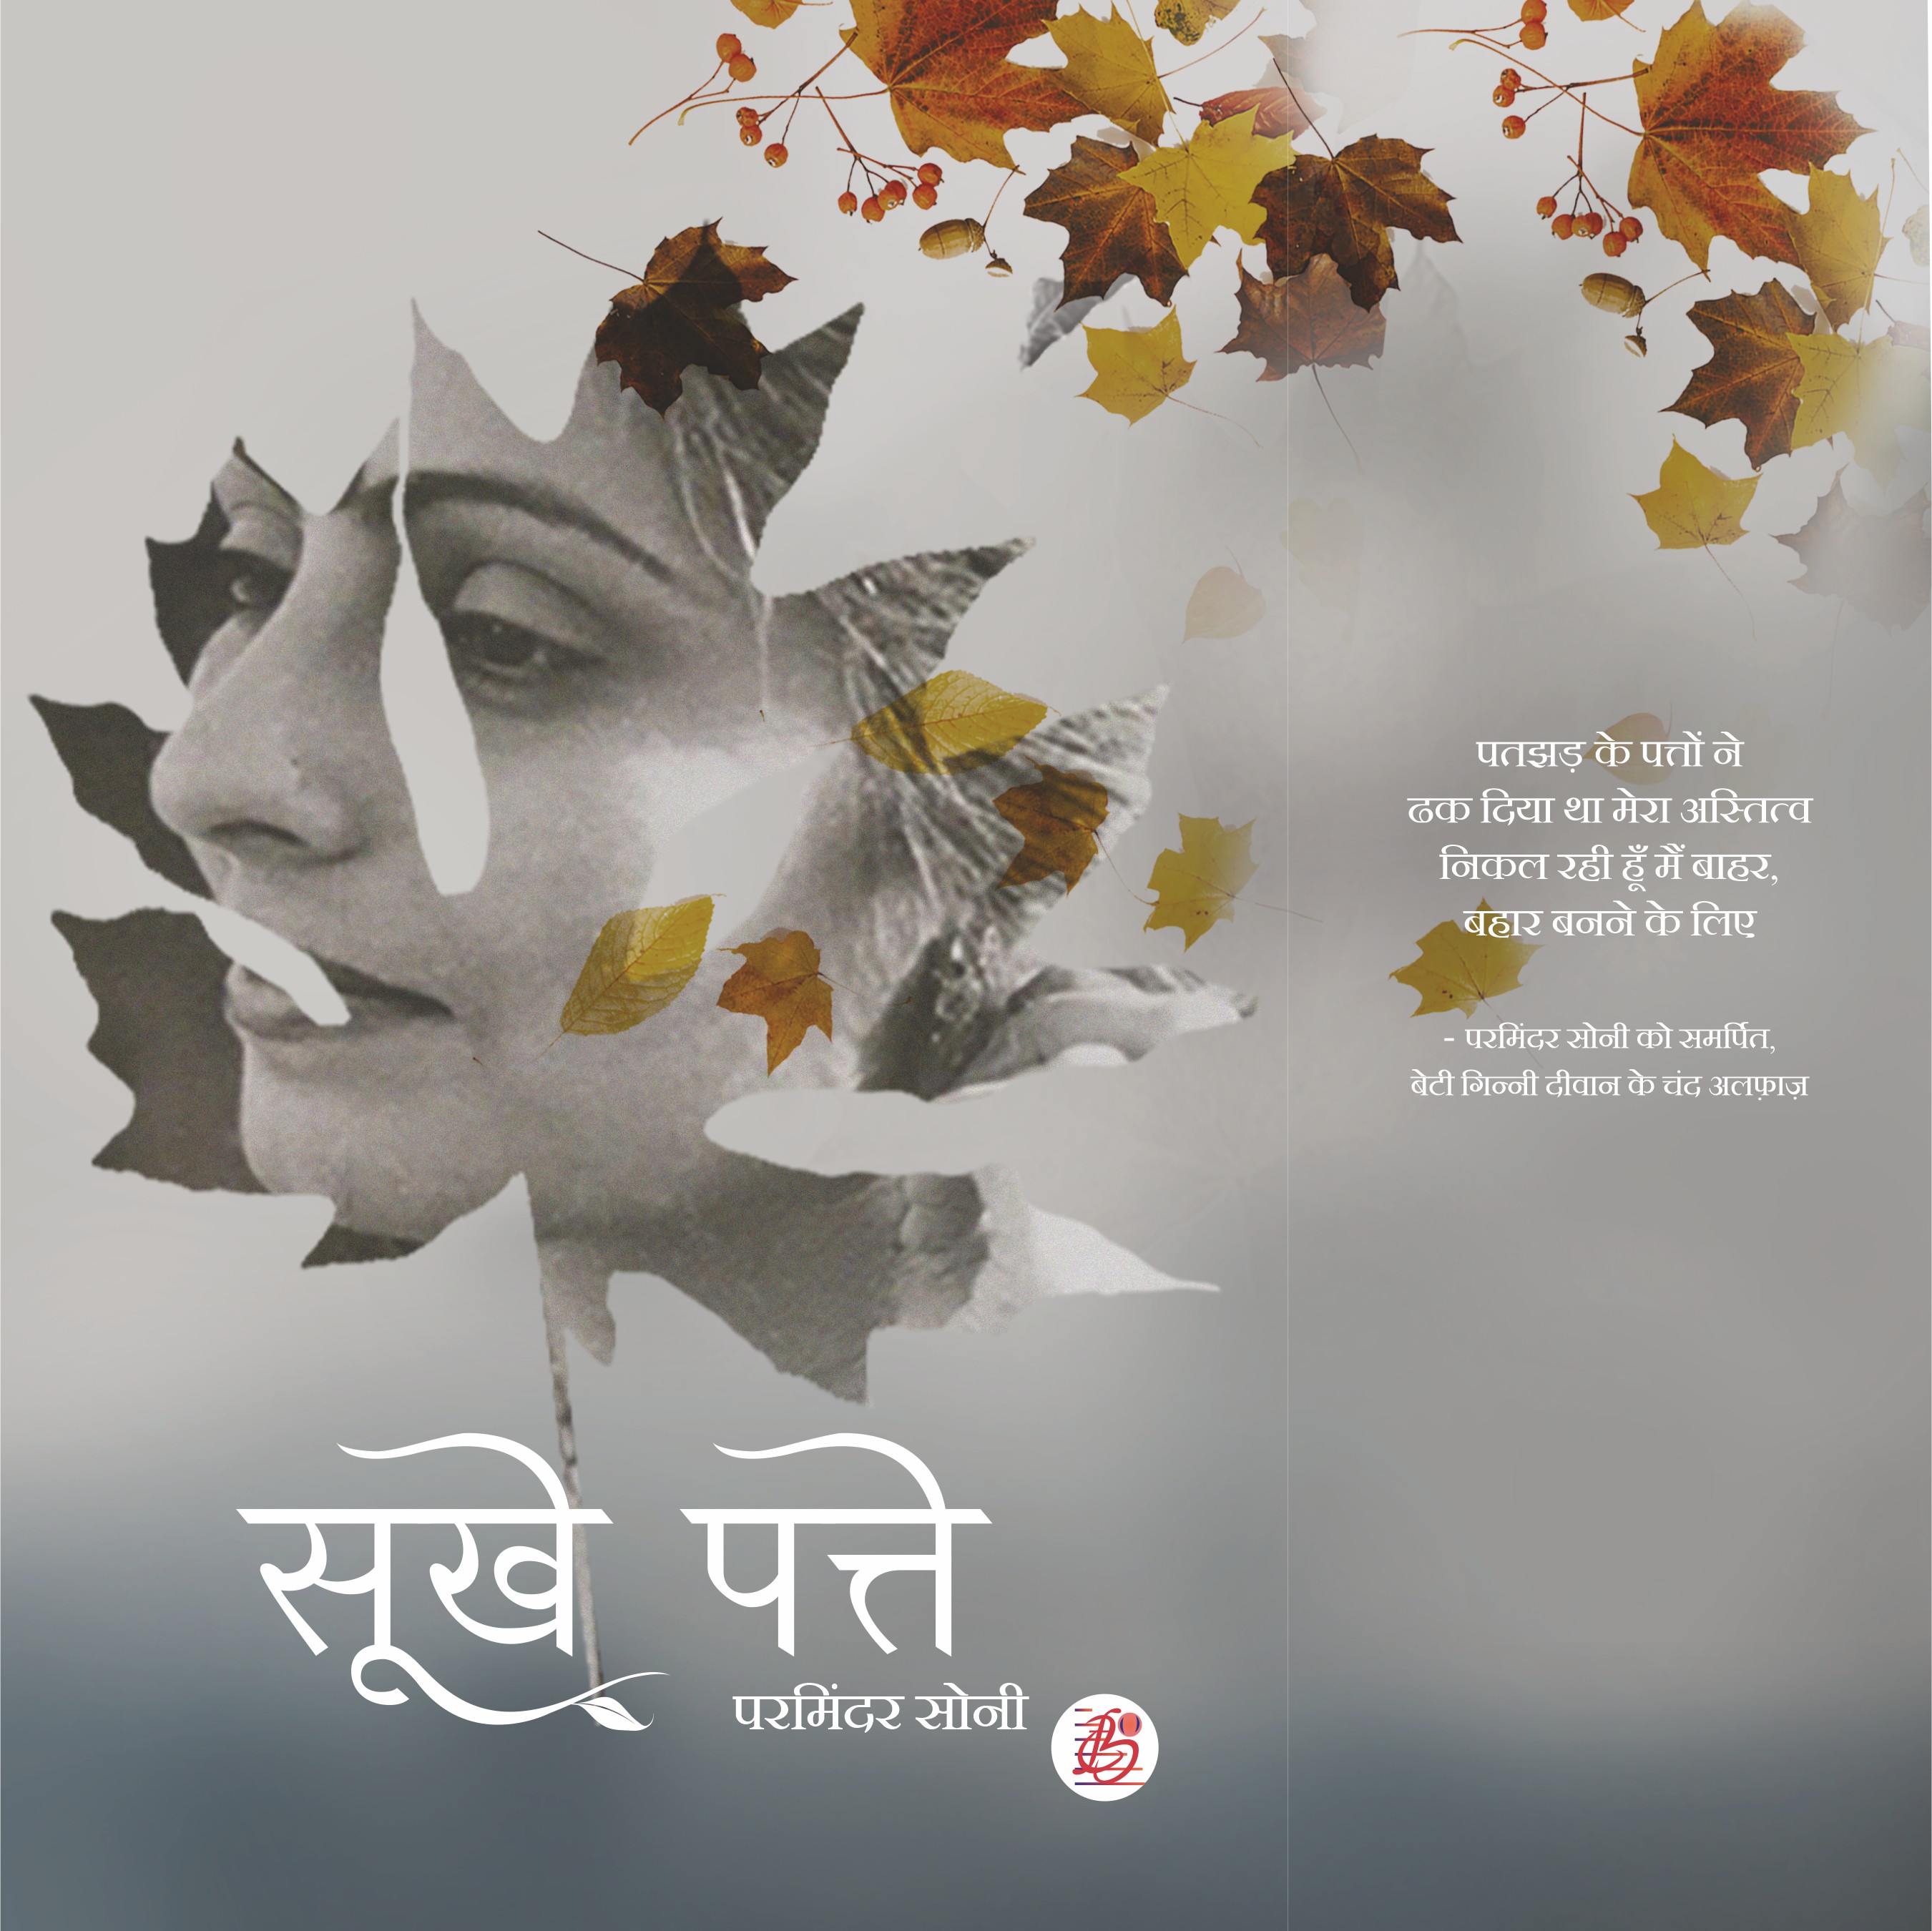 सूखे पत्ते
परमिंदर सोनी
पतझड़ के पत्तों ने
ढक दिया था मेरा अस्तित्व
निकल रही हूँ मैं बाहर,
बहार बनने के लिए
- परमिंदर सोनी को समर्पित,
बेटी गिन्नी दीवान के चंद अलफ़ाज़